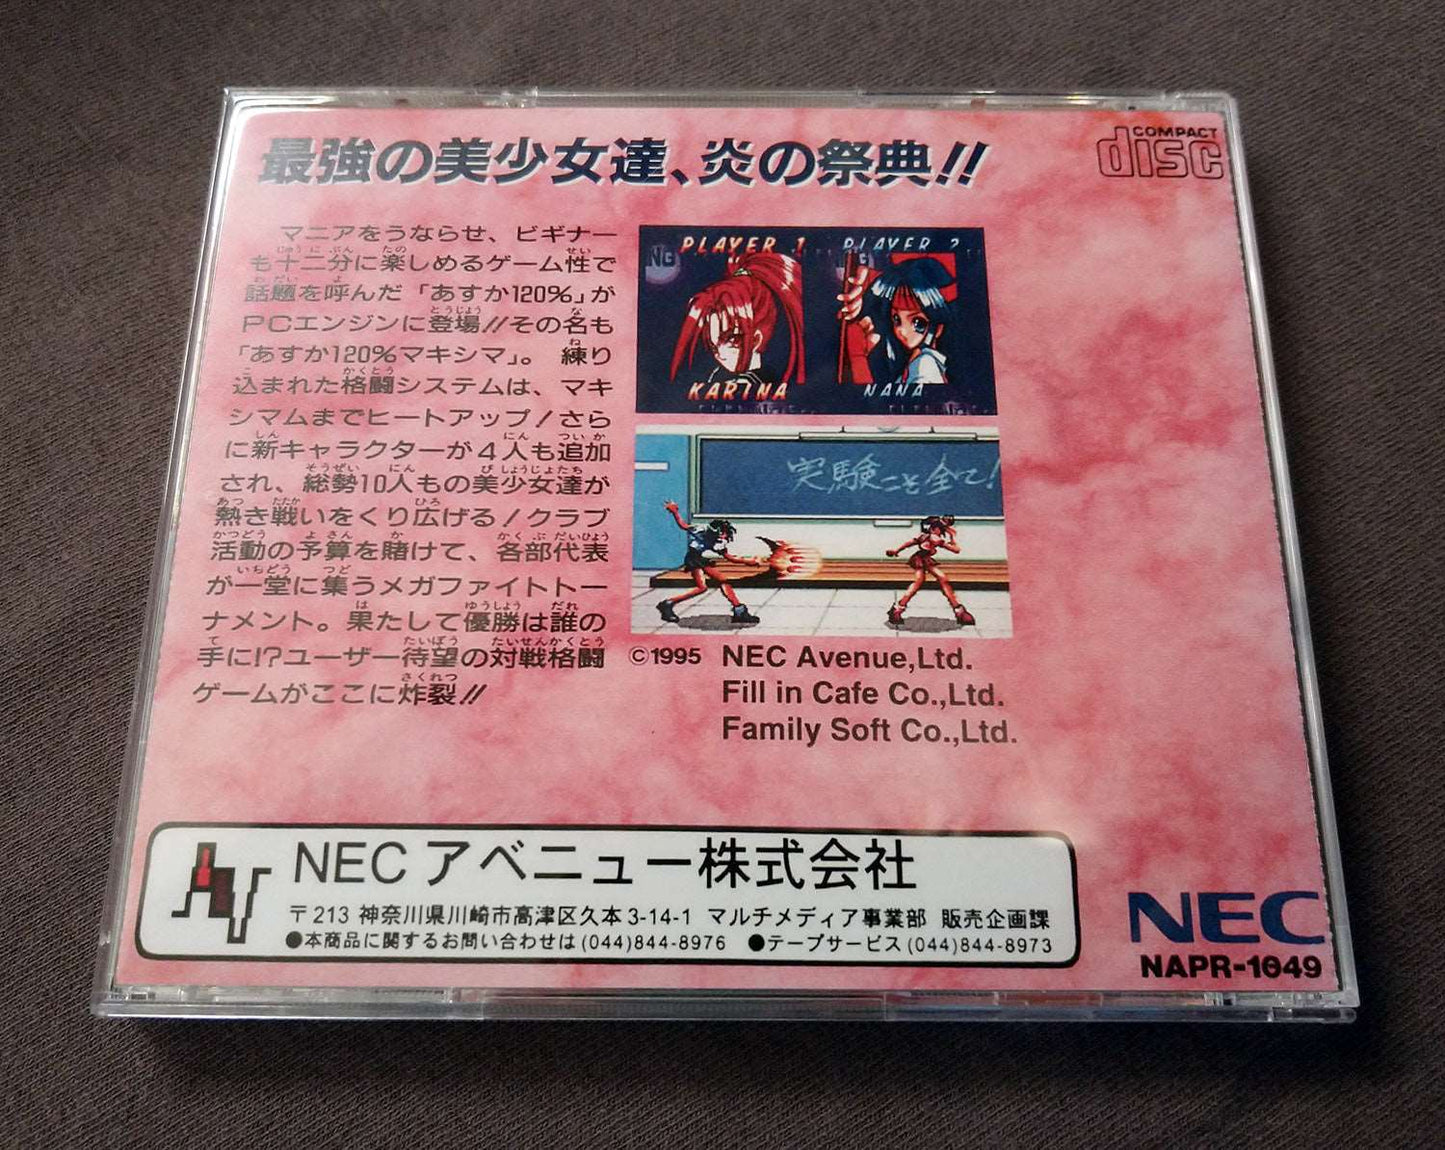 最強の美少女達、炎の祭典!!
COMPACT
disc
マニアをうならせ、ビギナー
も十二分に楽しめるゲーム性で
話題を呼んだ「あすか120%」が
PCエンジンに登場!!その名も
「あすか120%マキシマ」。 練り
込まれた格闘システムは、マキ
シマムまでヒートアップ!さら
に新キャラクターが4人も追加
され、総勢10人もの美少女達が
熱き戦いをくり広げる!クラブ
活動の予算を賭けて、各部代表
が一堂に集うメガファイトトー
ナメント。果たして優勝は誰の
手に!?ユーザー待望の対戦格闘
ゲームがここに炸裂!!
PLAYER 1 PLAYER 2
KARINA NANA
実験こそ全て!
©1995 NEC Avenue,Ltd.
Fill in Cafe Co.,Ltd.
Family Soft Co.,Ltd.
NEC アベニュー株式会社
〒213 神奈川県川崎市高津区久本3-14-1 マルチメディア事業部 販売企画課
●本商品に関するお問い合わせは(044)844-8976 ●テープサービス(044)844-8973
NEC
NAPR-1049